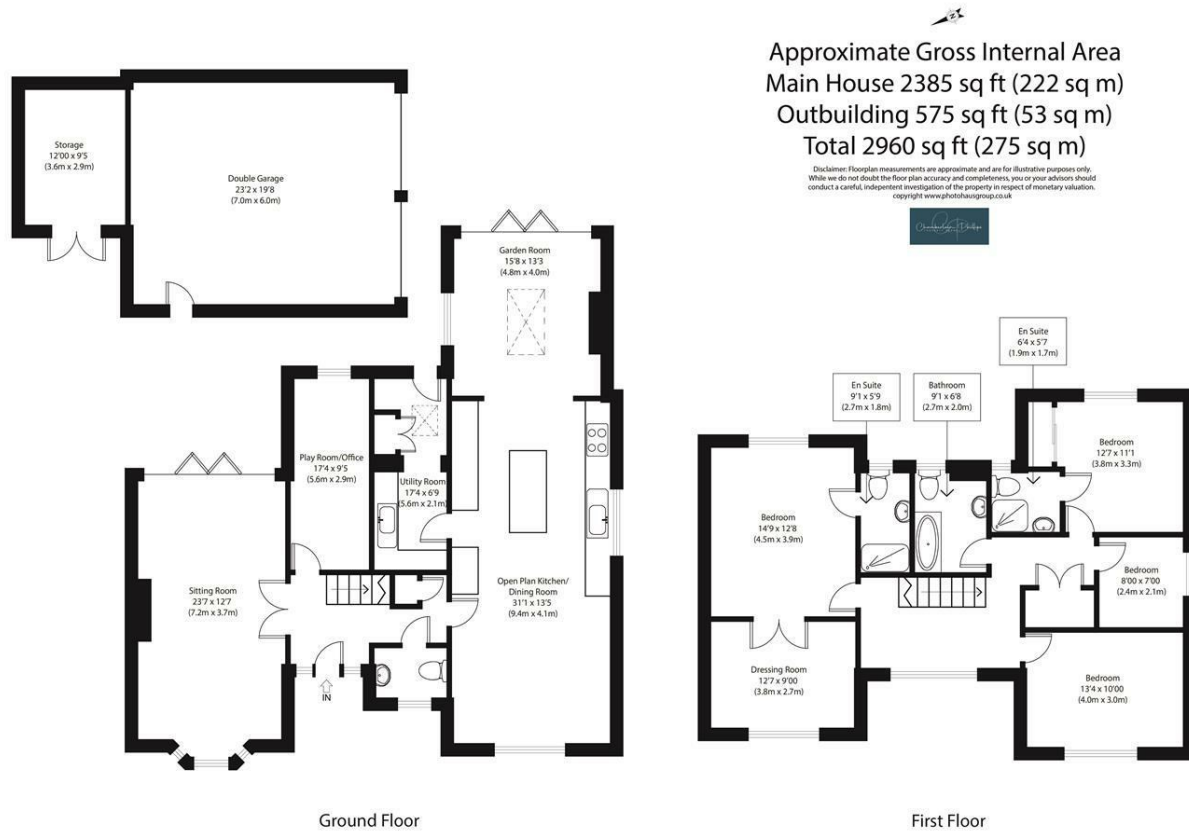 Approximate Gross Internal Area
Main House 2385 sq ft (222 sq m)
Outbuilding 575 sq ft (53 sq m)
Total 2960 sq ft (275 sq m)
Disclaimer: Floorplan measurements are approximate and are for illustrative purposes only.
While we do not doubt the floor plan accuracy and completeness, you or your advisors should
conduct a careful, indepentent investigation of the property in respect of monetary valuation.
copyright www.photohausgroup.co.uk
Storage
12'00 x 9'5
(3.6m x 2.9m)
Double Garage
23'2 x 19'8
(7.0m x 6.0m)
Garden Room
15'8 x 13'3
(4.8m x 4.0m)
Play Room/Office
17'4 x 9'5
(5.6m x 2.9m)
Utility Room
17'4 x 6'9
(5.6m x 2.1m)
Sitting Room
23'7 x 12'7
(7.2m x 3.7m)
Open Plan Kitchen/
Dining Room
31'1 x 13'5
(9.4m x 4.1m)
IN
Ground Floor
En Suite
6'4 x 5'7
(1.9m x 1.7m)
En Suite
9'1 x 5'9
(2.7m x 1.8m)
Bathroom
9'1 x 6'8
(2.7m x 2.0m)
Bedroom
12'7 x 11'1
(3.8m x 3.3m)
Bedroom
14'9 x 12'8
(4.5m x 3.9m)
Bedroom
8'00 x 7'00
(2.4m x 2.1m)
Dressing Room
12'7 x 9'00
(3.8m x 2.7m)
Bedroom
13'4 x 10'00
(4.0m x 3.0m)
First Floor